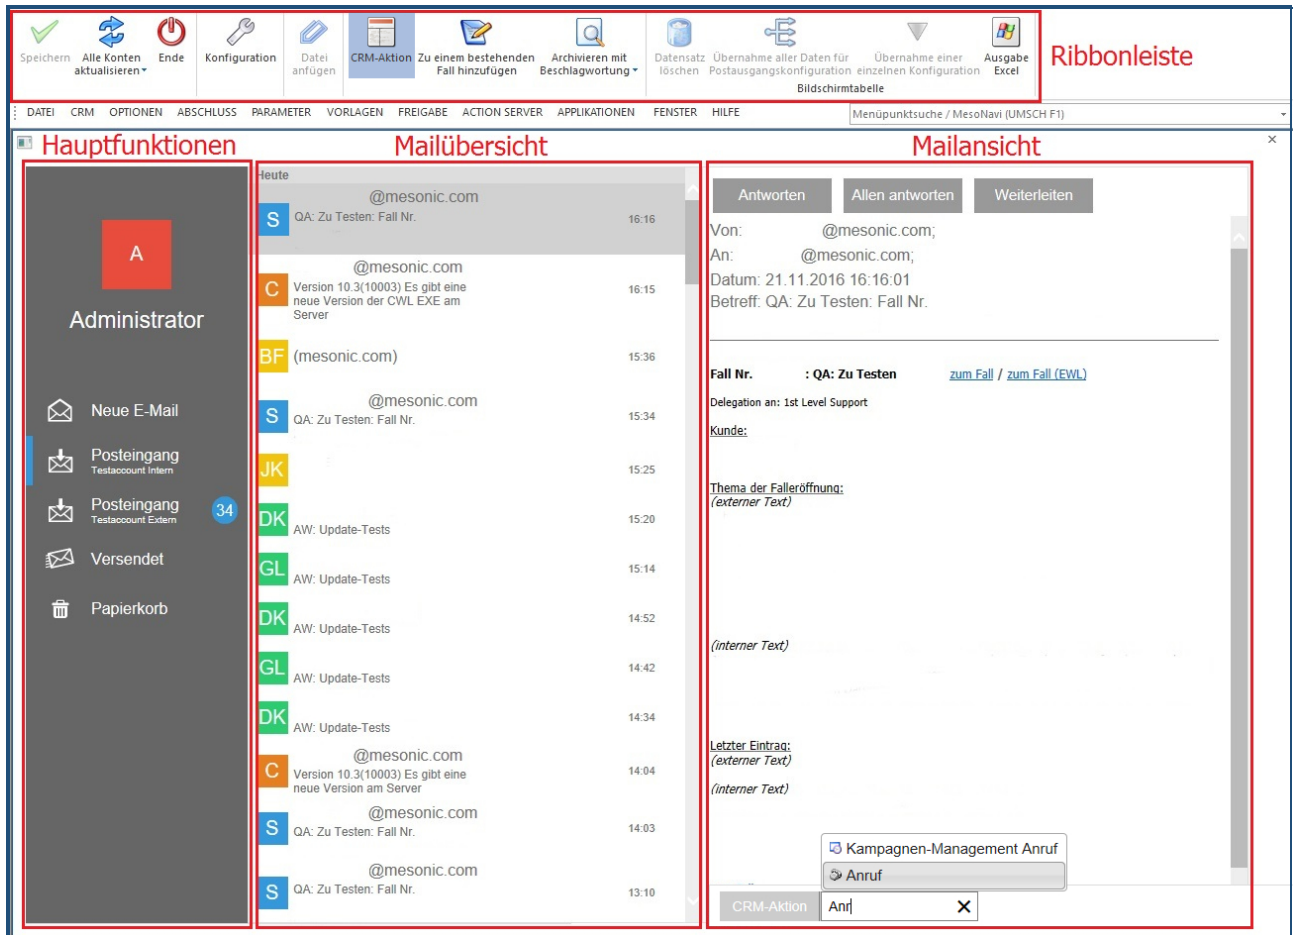 Speichern
Alle Konten
aktualisieren
Ende
Konfiguration
Datei
anfügen
CRM-Aktion
Zu einem bestehenden
Fall hinzufügen
Archivieren mit
Beschlagwortung
Datensatz
löschen
Übernahme aller Daten für
Postausgangskonfiguration
Übernahme einer
einzelnen Konfiguration
Ausgabe
Excel
Bildschirmtabelle
Ribbonleiste
DATEI CRM OPTIONEN ABSCHLUSS PARAMETER VORLAGEN FREIGABE ACTION SERVER APPLIKATIONEN FENSTER HILFE
Menüpunktsuche / MesoNavi (UMSCH F1)
Hauptfunktionen
A
Administrator
Neue E-Mail
Posteingang
Testaccount Intern
Posteingang
Testaccount Extern
34
Versendet
Papierkorb
Mailübersicht
Heute
@mesonic.com
S QA: Zu Testen: Fall Nr. 16:16
@mesonic.com
C Version 10.3(10003) Es gibt eine 16:15
neue Version der CWL EXE am
Server
BF (mesonic.com) 15:36
@mesonic.com
S QA: Zu Testen: Fall Nr. 15:34
JK 15:25
DK AW: Update-Tests 15:20
GL AW: Update-Tests 15:14
DK AW: Update-Tests 14:52
GL AW: Update-Tests 14:42
DK AW: Update-Tests 14:34
@mesonic.com
C Version 10.3(10003) Es gibt eine 14:04
neue Version am Server
@mesonic.com
S QA: Zu Testen: Fall Nr. 14:03
@mesonic.com
S QA: Zu Testen: Fall Nr. 13:10
Mailansicht
Antworten Allen antworten Weiterleiten
Von: @mesonic.com;
An: @mesonic.com;
Datum: 21.11.2016 16:16:01
Betreff: QA: Zu Testen: Fall Nr.
Fall Nr. : QA: Zu Testen zum Fall / zum Fall (EWL)
Delegation an: 1st Level Support
Kunde:
Thema der Falleröffnung:
(externer Text)
(interner Text)
Letzter Eintrag:
(externer Text)
(interner Text)
Kampagnen-Management Anruf
Anruf
CRM-Aktion Anr